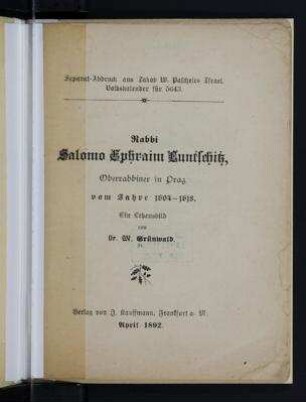 Separat-Abdruck aus Jakob W. Pascheles Illustr.
Volkskalender für 5643.
Rabbi
Salomo Ephraim Luntschitz,
Oberrabbiner in Prag
vom Jahre 1604–1618.
Ein Lebensbild
von
Dr. M. Grünwald.
Verlag von J. Kauffmann, Frankfurt a. M.
April 1892.